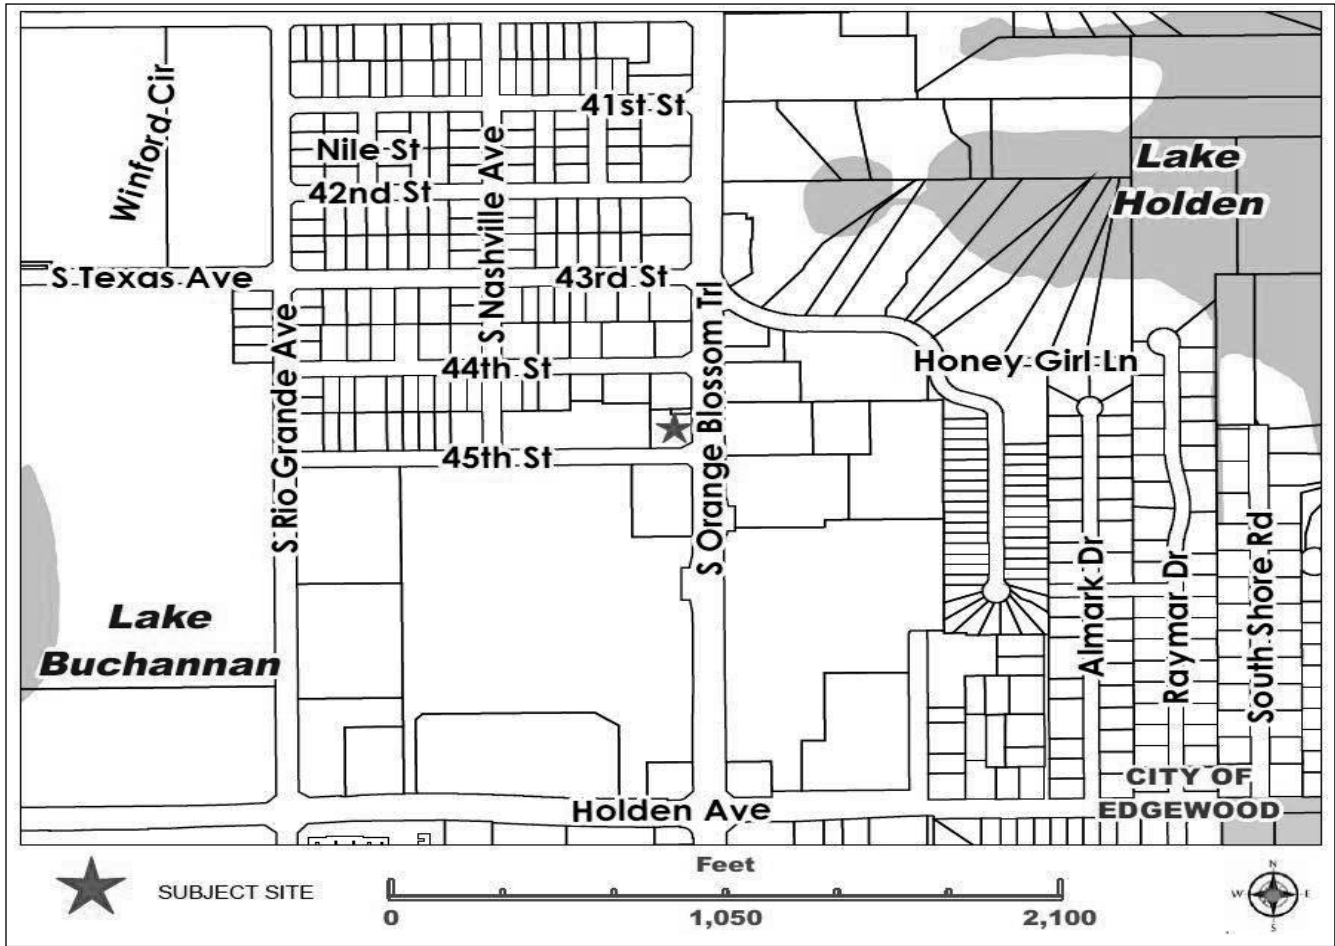 Winford Cir
41st St
Nile St
S Nashville Ave
Lake
Holden
42nd St
S Texas Ave
43rd St
S Rio Grande Ave
S Orange Blossom Trl
44th St
Honey Girl Ln
45th St
Almark Dr
Raymar Dr
South Shore Rd
Lake
Buchannan
CITY OF
EDGEWOOD
Holden Ave
SUBJECT SITE
Feet
0 1,050 2,100
N
W E
S